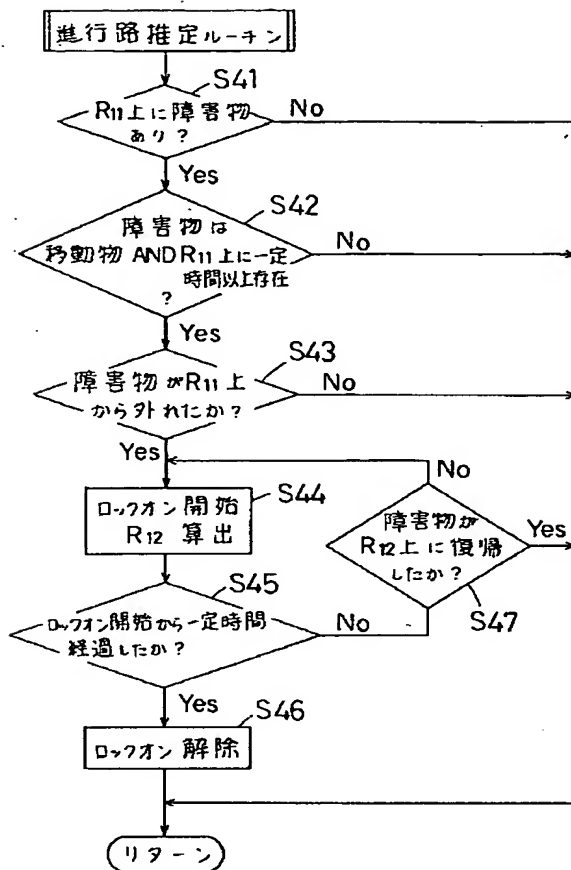 進行路推定ルーチン
S41
R11上に障害物
あり?
No
Yes
S42
障害物は
移動物 AND R11上に一定
時間以上存在
?
No
Yes
S43
障害物がR11上
から外れたか?
No
Yes
No
ロックオン開始
R12 算出
S44
障害物が
R12上に復帰
したか?
Yes
S45
ロックオン開始から一定時間
経過したか?
No
S47
Yes
S46
ロックオン 解除
リターン